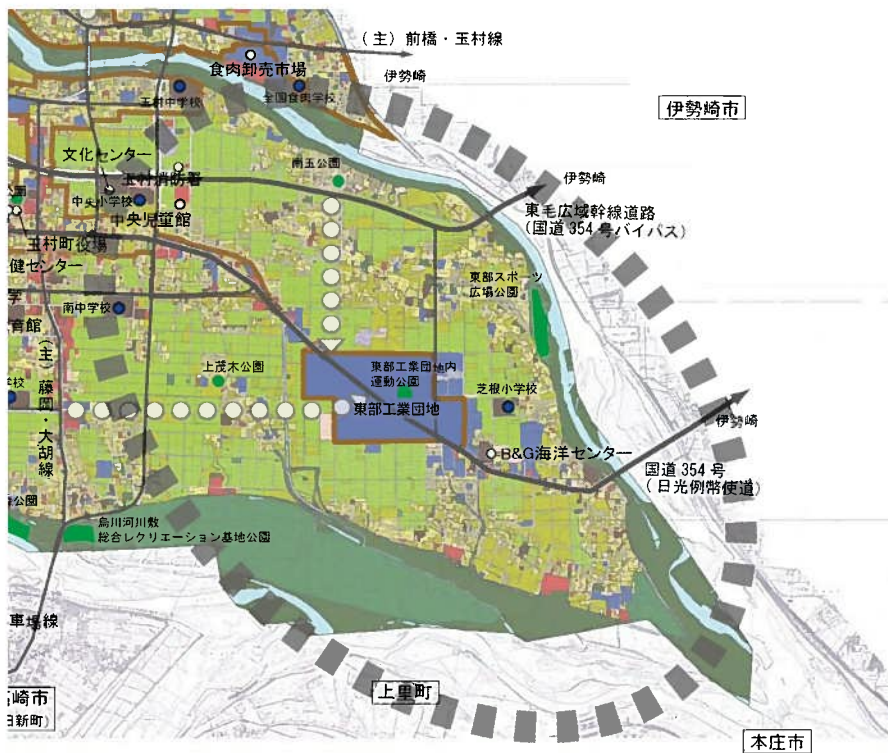 (主)前橋・玉村線
食肉卸売市場
伊勢崎
玉村中学校
全国食肉学校
伊勢崎市
文化センター
南玉公園
玉村消防署
中央小学校
中央児童館
伊勢崎
東毛広域幹線道路
(国道354号バイパス)
玉村町役場
健センター
東部スポーツ
広場公園
南中学校
育館
(主)藤岡・大胡線
上茂木公園
東部工業団地内
運動公園
東部工業団地
芝根小学校
伊勢崎
B&G海洋センター
国道354号
(日光例幣使道)
烏川河川敷
総合レクリエーション基地公園
車場線
崎市
日新町)
上里町
本庄市